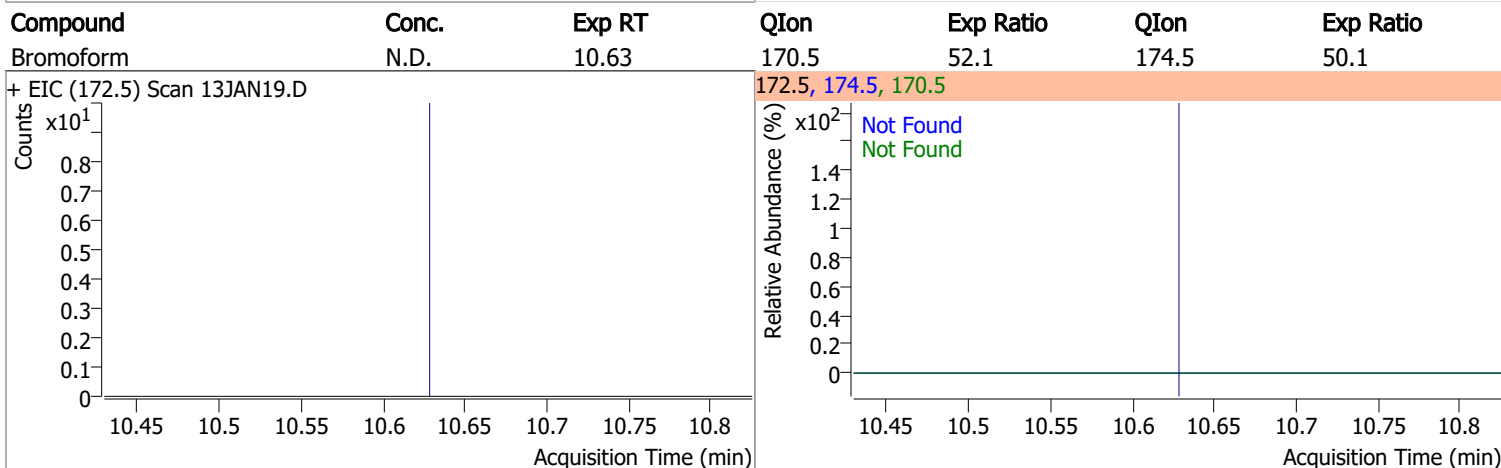 Compound Conc. Exp RT QIon Exp Ratio QIon Exp Ratio
Bromoform N.D. 10.63 170.5 52.1 174.5 50.1
+ EIC (172.5) Scan 13JAN19.D
Counts
x10¹
0.8
0.7
0.6
0.5
0.4
0.3
0.2
0.1
0
10.45 10.5 10.55 10.6 10.65 10.7 10.75 10.8
Acquisition Time (min)
172.5, 174.5, 170.5
Relative Abundance (%)
x10²
Not Found
Not Found
1.4
1.2
1
0.8
0.6
0.4
0.2
0
10.45 10.5 10.55 10.6 10.65 10.7 10.75 10.8
Acquisition Time (min)